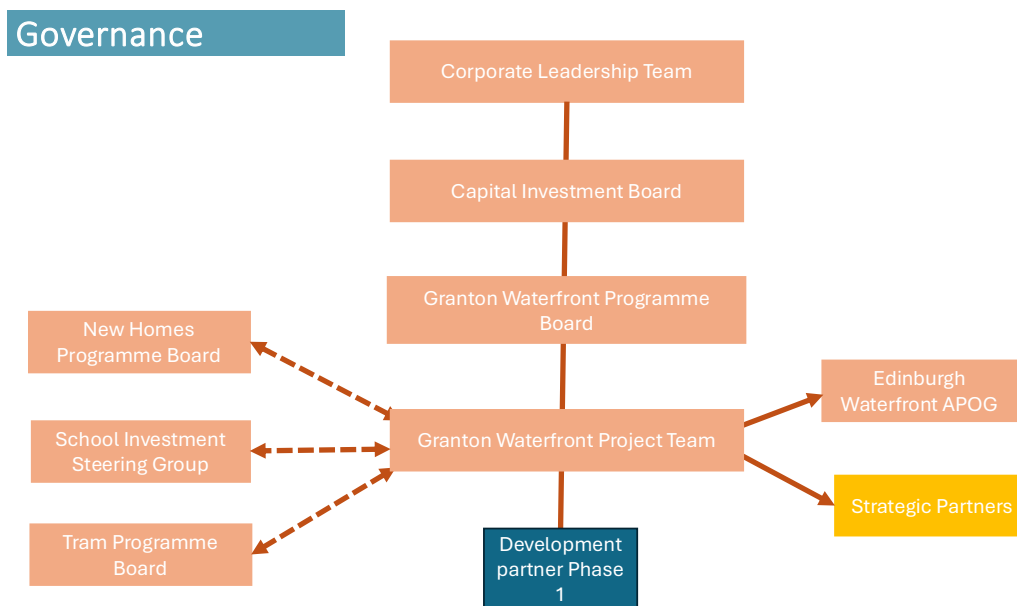 Governance
Corporate Leadership Team
Capital Investment Board
Granton Waterfront Programme
Board
New Homes
Programme Board
Edinburgh
Waterfront APOG
School Investment
Steering Group
Granton Waterfront Project Team
Strategic Partners
Tram Programme
Board
Development
partner Phase
1